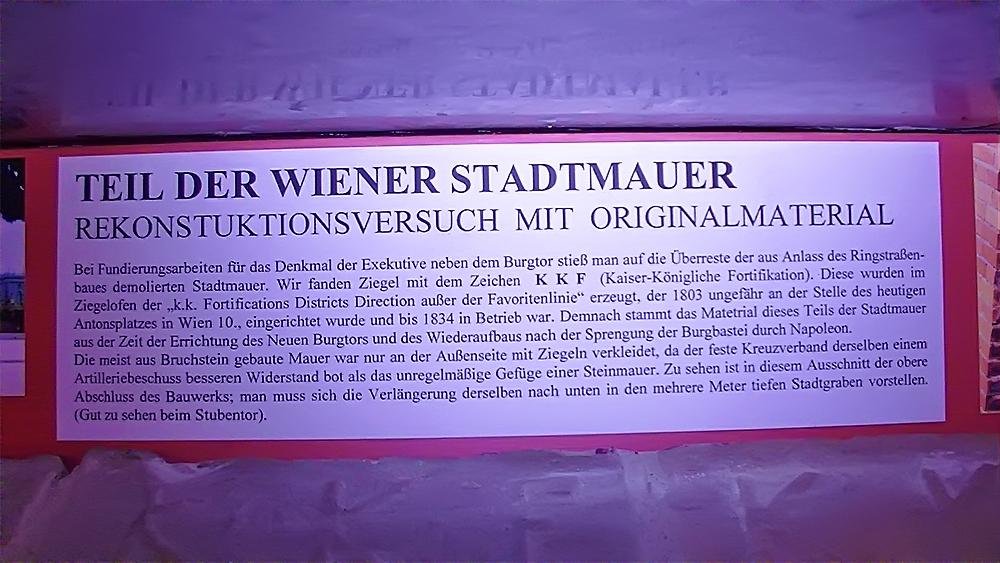 TEIL DER WIENER STADTMAUER
REKONSTUKTIONSVERSUCH MIT ORIGINALMATERIAL
Bei Fundierungsarbeiten für das Denkmal der Exekutive neben dem Burgtor stieß man auf die Überreste der aus Anlass des Ringstraßen-
baues demolierten Stadtmauer. Wir fanden Ziegel mit dem Zeichen K K F (Kaiser-Königliche Fortifikation). Diese wurden im
Ziegelofen der „k.k. Fortifications Districts Direction außer der Favoritenlinie“ erzeugt, der 1803 ungefähr an der Stelle des heutigen
Antonsplatzes in Wien 10., eingerichtet wurde und bis 1834 in Betrieb war. Demnach stammt das Matetrial dieses Teils der Stadtmauer
aus der Zeit der Errichtung des Neuen Burgtors und des Wiederaufbaus nach der Sprengung der Burgbastei durch Napoleon.
Die meist aus Bruchstein gebaute Mauer war nur an der Außenseite mit Ziegeln verkleidet, da der feste Kreuzverband derselben einem
Artilleriebeschuss besseren Widerstand bot als das unregelmäßige Gefüge einer Steinmauer. Zu sehen ist in diesem Ausschnitt der obere
Abschluss des Bauwerks; man muss sich die Verlängerung derselben nach unten in den mehrere Meter tiefen Stadtgraben vorstellen.
(Gut zu sehen beim Stubentor).